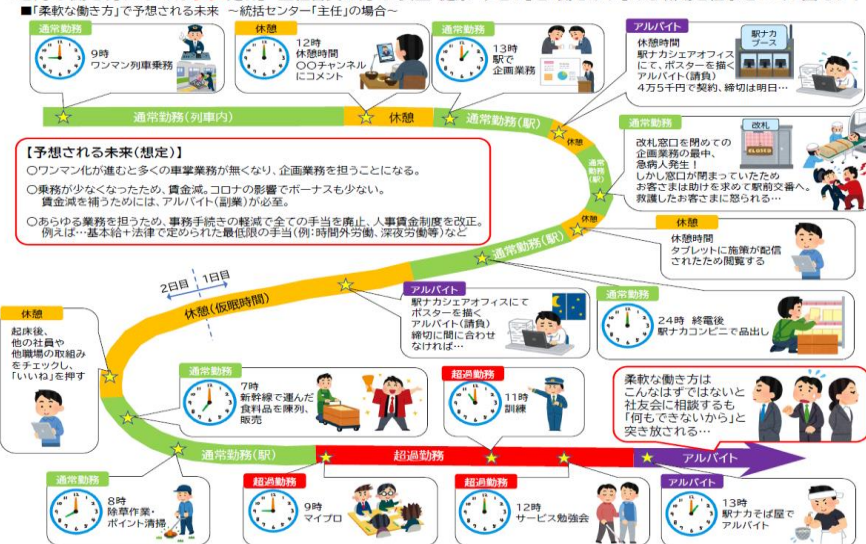 ■「柔軟な働き方」で予想される未来 ～統括センター「主任」の場合～
通常勤務
9時
ワンマン列車乗務
休憩
12時
休憩時間
〇〇チャンネル
にコメント
通常勤務
13時
駅で
企画業務
アルバイト
休憩時間
駅ナカシェアオフィス
にて、ポスターを描く
アルバイト(請負)
4万5千円で契約、締切は明日…
駅ナカ
ブース
通常勤務(列車内)
休憩
通常勤務(駅)
休憩
通常勤務(駅)
休憩
通常勤務(駅)
通常勤務
改札窓口を閉めての
企画業務の最中、
急病人発生！
しかし窓口が閉まっていたため
お客さまは助けを求めて駅前交番へ。
救護したお客さまに怒られる…
改札
CLOSED
【予想される未来(想定)】
〇ワンマン化が進むと多くの車掌業務が無くなり、企画業務を担うことになる。
〇乗務が少なくなったため、賃金減。コロナの影響でボーナスも少ない。
賃金減を補うためには、アルバイト(副業)が必至。
〇あらゆる業務を担うため、事務手続きの軽減で全ての手当を廃止、人事賃金制度を改正。
例えば…基本給+法律で定められた最低限の手当(例:時間外労働、深夜労働等)など
休憩
休憩時間
タブレットに施策が配信
されたため閲覧する
通常勤務
24時 終電後
駅ナカコンビニで品出し
アルバイト
駅ナカシェアオフィスにて
ポスターを描く
アルバイト(請負)
締切に間に合わせ
なければ…
2日目 1日目
休憩(仮眠時間)
休憩
起床後、
他の社員や
他職場の取組み
をチェックし、
「いいね」を押す
通常勤務
7時
新幹線で運んだ
食料品を陳列、
販売
超過勤務
11時
訓練
柔軟な働き方は
こんなはずではないと
社友会に相談するも
「何もできないから」と
突き放される…
通常勤務(駅)
超過勤務
アルバイト
通常勤務
8時
除草作業・
ポイント清掃
超過勤務
9時
マイプロ
超過勤務
12時
サービス勉強会
アルバイト
13時
駅ナカそば屋で
アルバイト